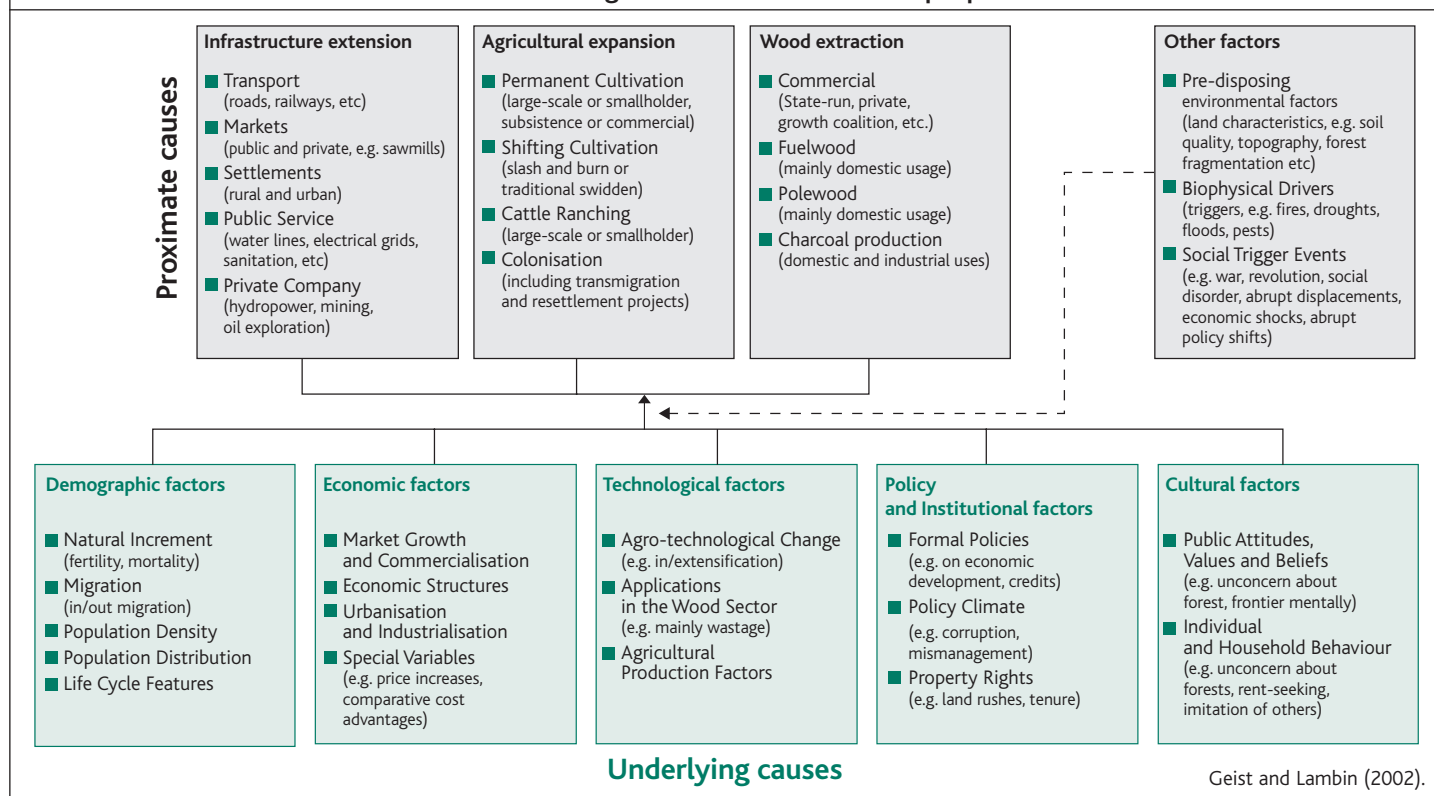 Proximate causes
Infrastructure extension
Transport
(roads, railways, etc)
Markets
(public and private, e.g. sawmills)
Settlements
(rural and urban)
Public Service
(water lines, electrical grids,
sanitation, etc)
Private Company
(hydropower, mining,
oil exploration)
Agricultural expansion
Permanent Cultivation
(large-scale or smallholder,
subsistence or commercial)
Shifting Cultivation
(slash and burn or
traditional swidden)
Cattle Ranching
(large-scale or smallholder)
Colonisation
(including transmigration
and resettlement projects)
Wood extraction
Commercial
(State-run, private,
growth coalition, etc.)
Fuelwood
(mainly domestic usage)
Polewood
(mainly domestic usage)
Charcoal production
(domestic and industrial uses)
Other factors
Pre-disposing
environmental factors
(land characteristics, e.g. soil
quality, topography, forest
fragmentation etc)
Biophysical Drivers
(triggers, e.g. fires, droughts,
floods, pests)
Social Trigger Events
(e.g. war, revolution, social
disorder, abrupt displacements,
economic shocks, abrupt
policy shifts)
Demographic factors
Natural Increment
(fertility, mortality)
Migration
(in/out migration)
Population Density
Population Distribution
Life Cycle Features
Economic factors
Market Growth
and Commercialisation
Economic Structures
Urbanisation
and Industrialisation
Special Variables
(e.g. price increases,
comparative cost
advantages)
Technological factors
Agro-technological Change
(e.g. in/extensification)
Applications
in the Wood Sector
(e.g. mainly wastage)
Agricultural
Production Factors
Policy
and Institutional factors
Formal Policies
(e.g. on economic
development, credits)
Policy Climate
(e.g. corruption,
mismanagement)
Property Rights
(e.g. land rushes, tenure)
Cultural factors
Public Attitudes,
Values and Beliefs
(e.g. unconcern about
forest, frontier mentally)
Individual
and Household Behaviour
(e.g. unconcern about
forests, rent-seeking,
imitation of others)
Underlying causes
Geist and Lambin (2002).